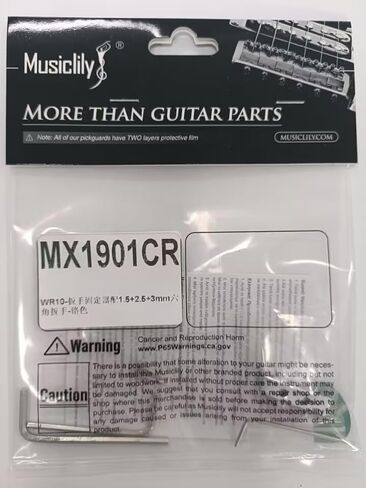 Musiclily®
MORE THAN GUITAR PARTS
Note: All of our pickguards have TWO layers protective film
MUSICLILY.COM
MX1901CR
WR10-扳手固定器配1.5+2.5+3mm六
角扳手-铬色
Warning
Cancer and Reproduction Harm
www.P65Warnings.ca.gov
Caution
There is a possibility that some alteration to your guitar might be neces-
sary to install this Musiclily or other branded product, including but not
limited to woodwork. If installed without proper care the instrument may
be damaged. We suggest that you consult with a repair shop or the
shop where this merchandise is sold before making the decision to
purchase. Please be careful as Musiclily will not accept responsibility for
any damage caused or issues arising from your installation of this
product.